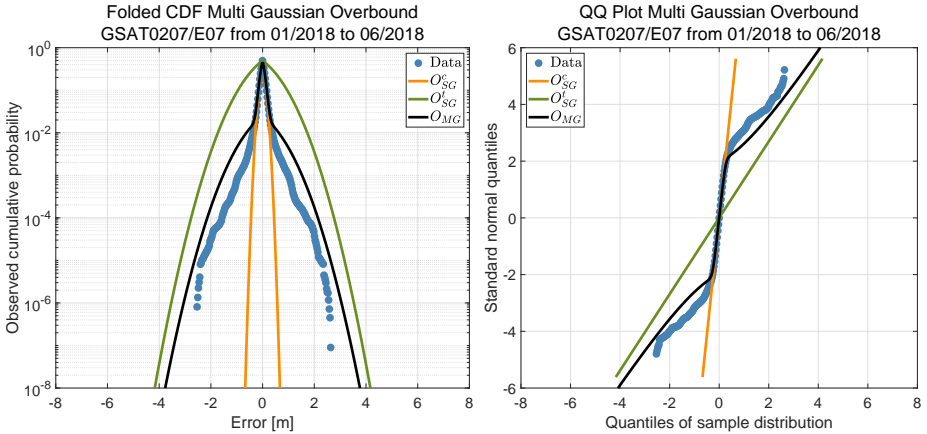 Folded CDF Multi Gaussian Overbound
GSAT0207/E07 from 01/2018 to 06/2018
Observed cumulative probability
10^0
10^-2
10^-4
10^-6
10^-8
Data
O^c_SG
O^t_SG
O_MG
-8 -6 -4 -2 0 2 4 6 8
Error [m]
QQ Plot Multi Gaussian Overbound
GSAT0207/E07 from 01/2018 to 06/2018
Standard normal quantiles
6
4
2
0
-2
-4
-6
Data
O^c_SG
O^t_SG
O_MG
-8 -6 -4 -2 0 2 4 6 8
Quantiles of sample distribution